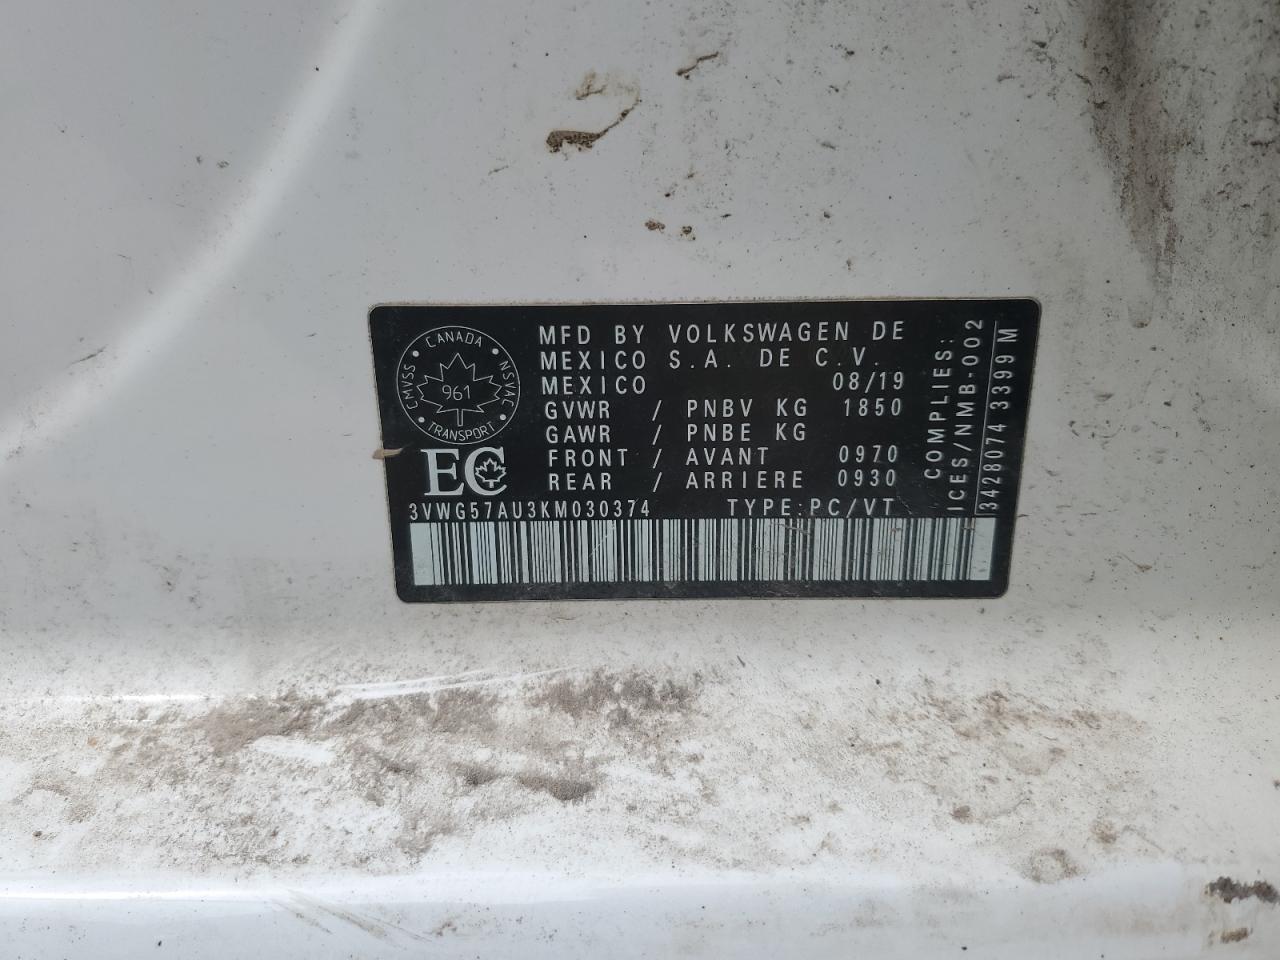 CANADA
CMVSS
NSVAC
961
TRANSPORT
EC
MFD BY VOLKSWAGEN DE
MEXICO S.A. DE C.V.
MEXICO 08/19
GVWR / PNBV KG 1850
GAWR / PNBE KG
FRONT / AVANT 0970
REAR / ARRIERE 0930
3VWG57AU3KM030374 TYPE:PC/VT
COMPLIES:
ICES/NMB-002
3428074 3399 M